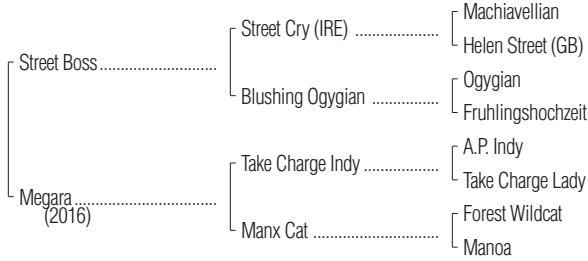 Machiavellian
Street Cry (IRE) ....................
Helen Street (GB)
Street Boss............................
Ogygian
Blushing Ogygian ................
Fruhlingshochzeit
A.P. Indy
Take Charge Indy ..................
Take Charge Lady
Megara ...........................
(2016)
Forest Wildcat
Manx Cat ..............................
Manoa